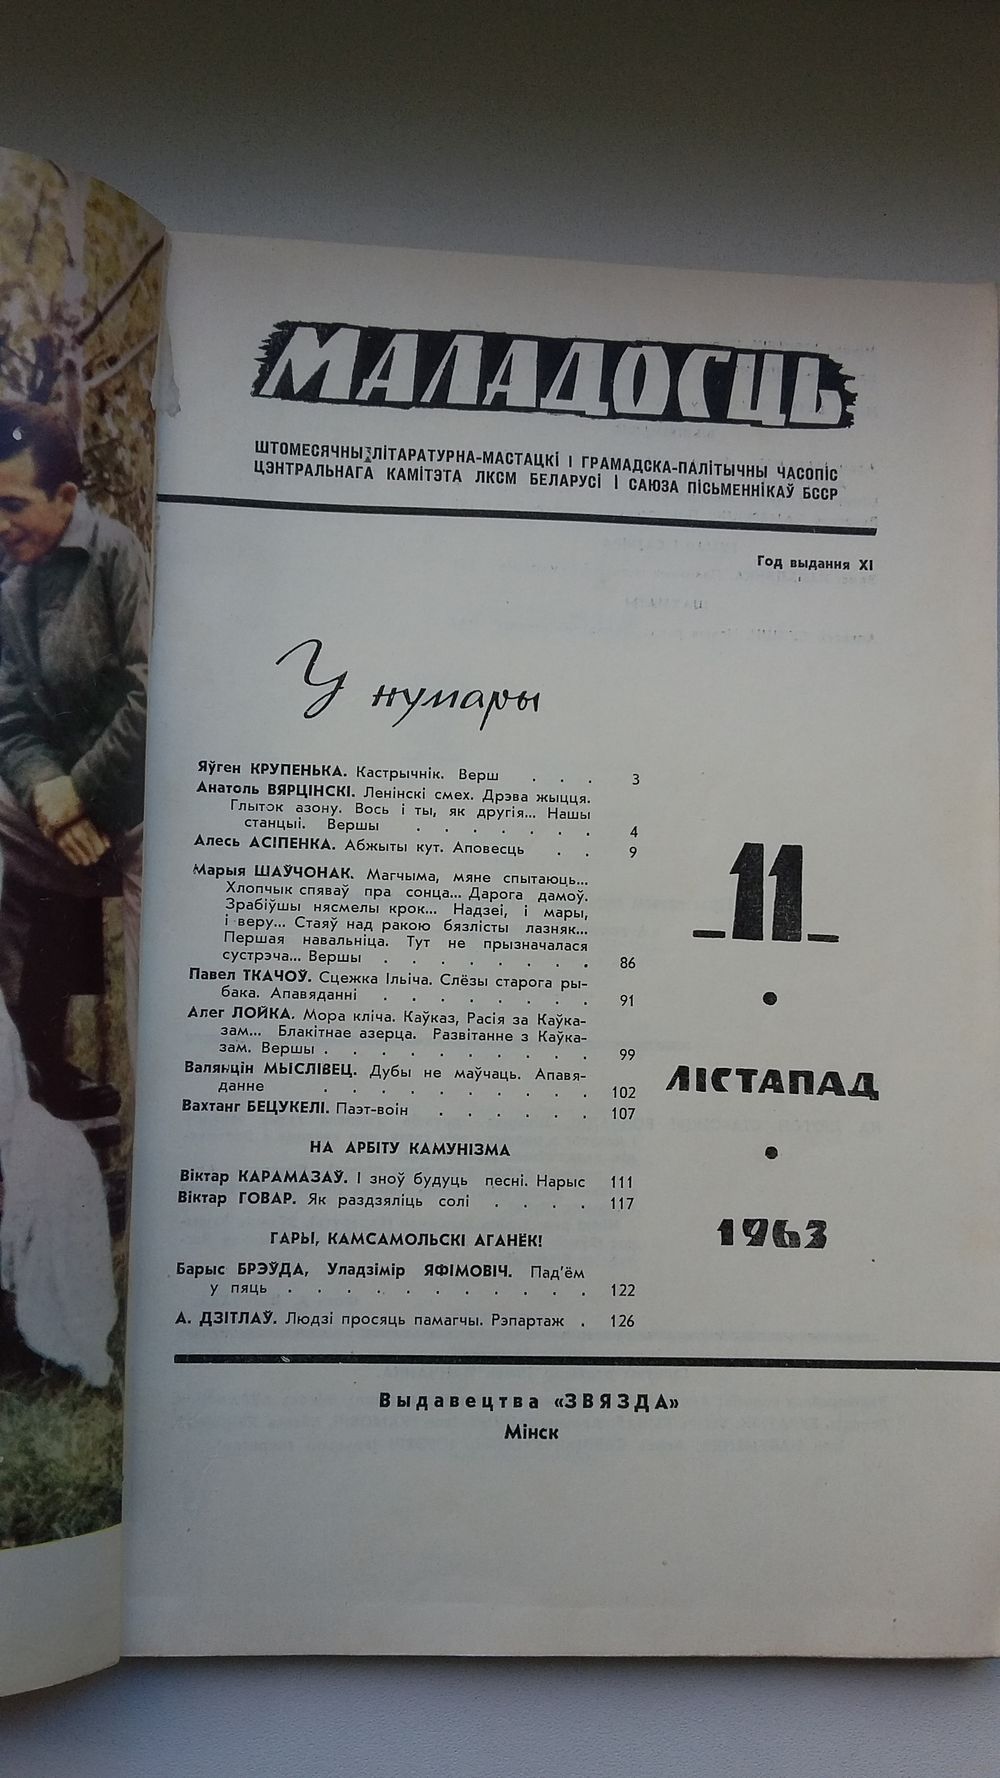 МАЛАДОСЦЬ
ШТОМЕСЯЧНЫ ЛІТАРАТУРНА-МАСТАЦКІ І ГРАМАДСКА-ПАЛІТЫЧНЫ ЧАСОПІС
ЦЭНТРАЛЬНАГА КАМІТЭТА ЛКСМ БЕЛАРУСІ І САЮЗА ПІСЬМЕННІКАЎ БССР
Год выдання XI
У нумары
Яўген КРУПЕНЬКА. Кастрычнік. Верш . . . 3
Анатоль ВЯРЦІНСКІ. Ленінскі смех. Дрэва жыцця.
Глыток азону. Вось і ты, як другія... Нашы
станцыі. Вершы . . . . . . . 4
Алесь АСІПЕНКА. Абжыты кут. Аповесць . . 9
Марыя ШАЎЧОНАК. Магчыма, мяне спытаюць...
Хлопчык спяваў пра сонца... Дарога дамоў.
Зрабіўшы нясмелы крок... Надзеі, і мары,
і веру... Стаяў над ракою бязлісты лазняк...
Першая навальніца. Тут не прызначалася
сустрэча... Вершы . . . . . . . . 86
Павел ТКАЧОЎ. Сцежка Ільіча. Слёзы старога ры-
бака. Апавяданні . . . . . . . . 91
Алег ЛОЙКА. Мора кліча. Каўказ, Расія за Каўка-
зам... Блакітнае азерца. Развітанне з Каўка-
зам. Вершы . . . . . . . . . . 99
Валянцін МЫСЛІВЕЦ. Дубы не маўчаць. Апавя-
данне . . . . . . . . . . 102
Вахтанг БЕЦУКЕЛІ. Паэт-воін . . . . . . 107
НА АРБІТУ КАМУНІЗМА
Віктар КАРАМАЗАЎ. І зноў будуць песні. Нарыс 111
Віктар ГОВАР. Як раздзяліць солі . . . . 117
ГАРЫ, КАМСАМОЛЬСКІ АГАНЁК!
Барыс БРЭЎДА, Уладзімір ЯФІМОВІЧ. Пад'ём
у пяць . . . . . . . . . . . 122
А. ДЗІТЛАЎ. Людзі просяць памагчы. Рэпартаж . 126
11
•
ЛІСТАПАД
•
1963
Выдавецтва «ЗВЯЗДА»
Мінск